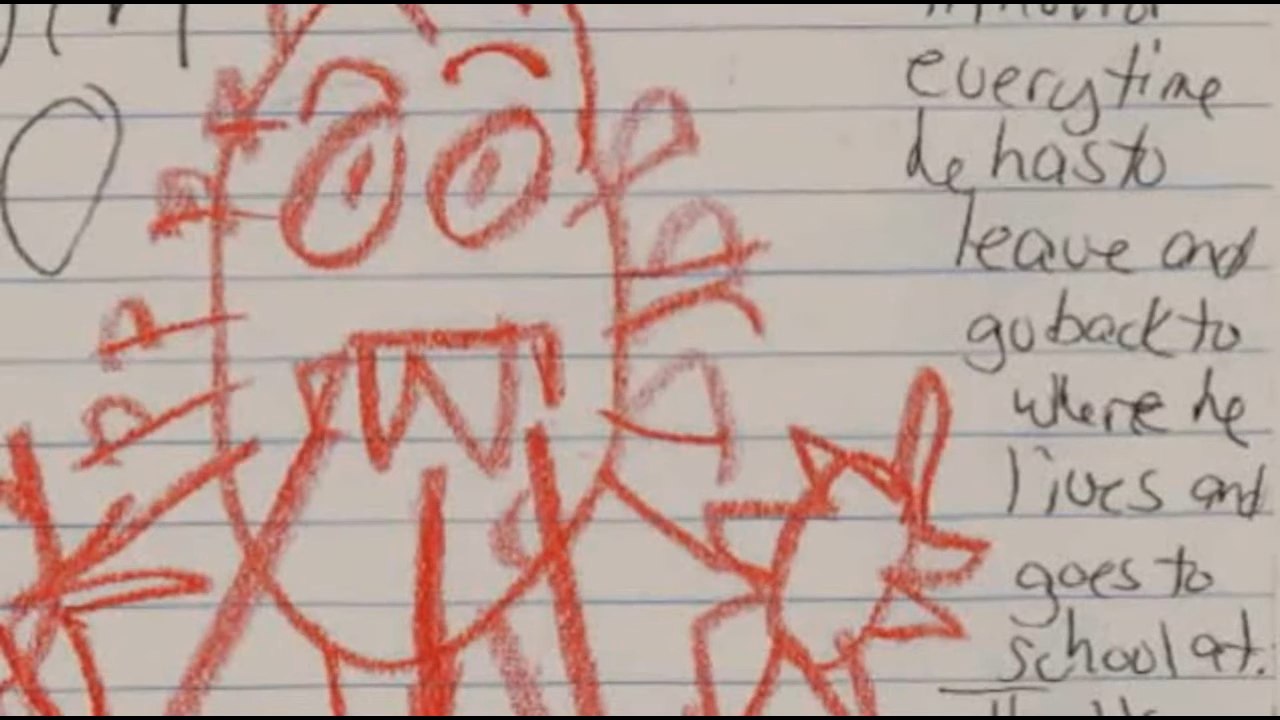 everytime
he has to
leave and
go back to
where he
lives and
goes to
school at.